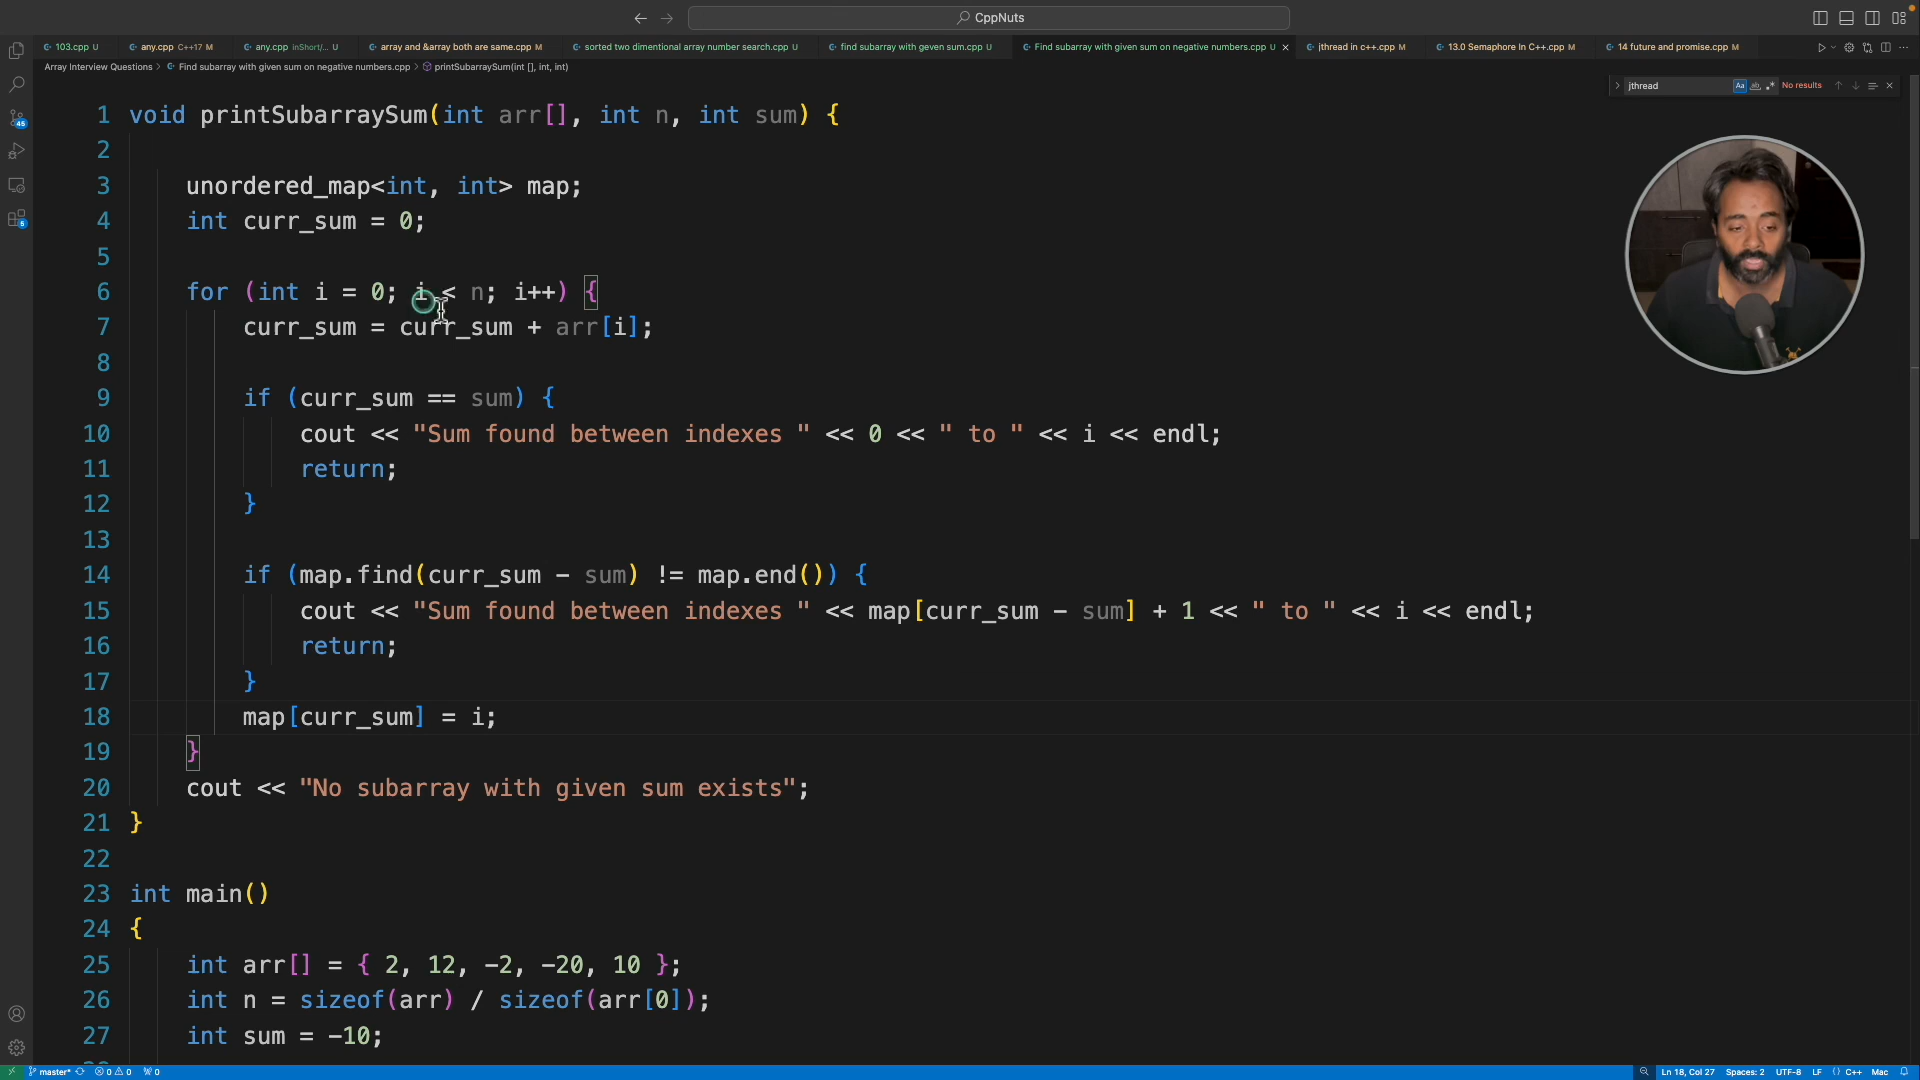 CppNuts
103.cpp U
any.cpp C++17 M
any.cpp inShort/... U
array and &array both are same.cpp M
sorted two dimentional array number search.cpp U
find subarray with geven sum.cpp U
Find subarray with given sum on negative numbers.cpp U
jthread in c++.cpp M
13.0 Semaphore In C++.cpp M
14 future and promise.cpp M
Array Interview Questions > Find subarray with given sum on negative numbers.cpp > printSubarraySum(int [], int, int)
jthread
Aa
ab
No results
45
6
1 void printSubarraySum(int arr[], int n, int sum) {
2
3 unordered_map<int, int> map;
4 int curr_sum = 0;
5
6 for (int i = 0; i < n; i++) {
7 curr_sum = curr_sum + arr[i];
8
9 if (curr_sum == sum) {
10 cout << "Sum found between indexes " << 0 << " to " << i << endl;
11 return;
12 }
13
14 if (map.find(curr_sum - sum) != map.end()) {
15 cout << "Sum found between indexes " << map[curr_sum - sum] + 1 << " to " << i << endl;
16 return;
17 }
18 map[curr_sum] = i;
19 }
20 cout << "No subarray with given sum exists";
21 }
22
23 int main()
24 {
25 int arr[] = { 2, 12, -2, -20, 10 };
26 int n = sizeof(arr) / sizeof(arr[0]);
27 int sum = -10;
master* 0 0 0
Ln 18, Col 27 Spaces: 2 UTF-8 LF {} C++ Mac